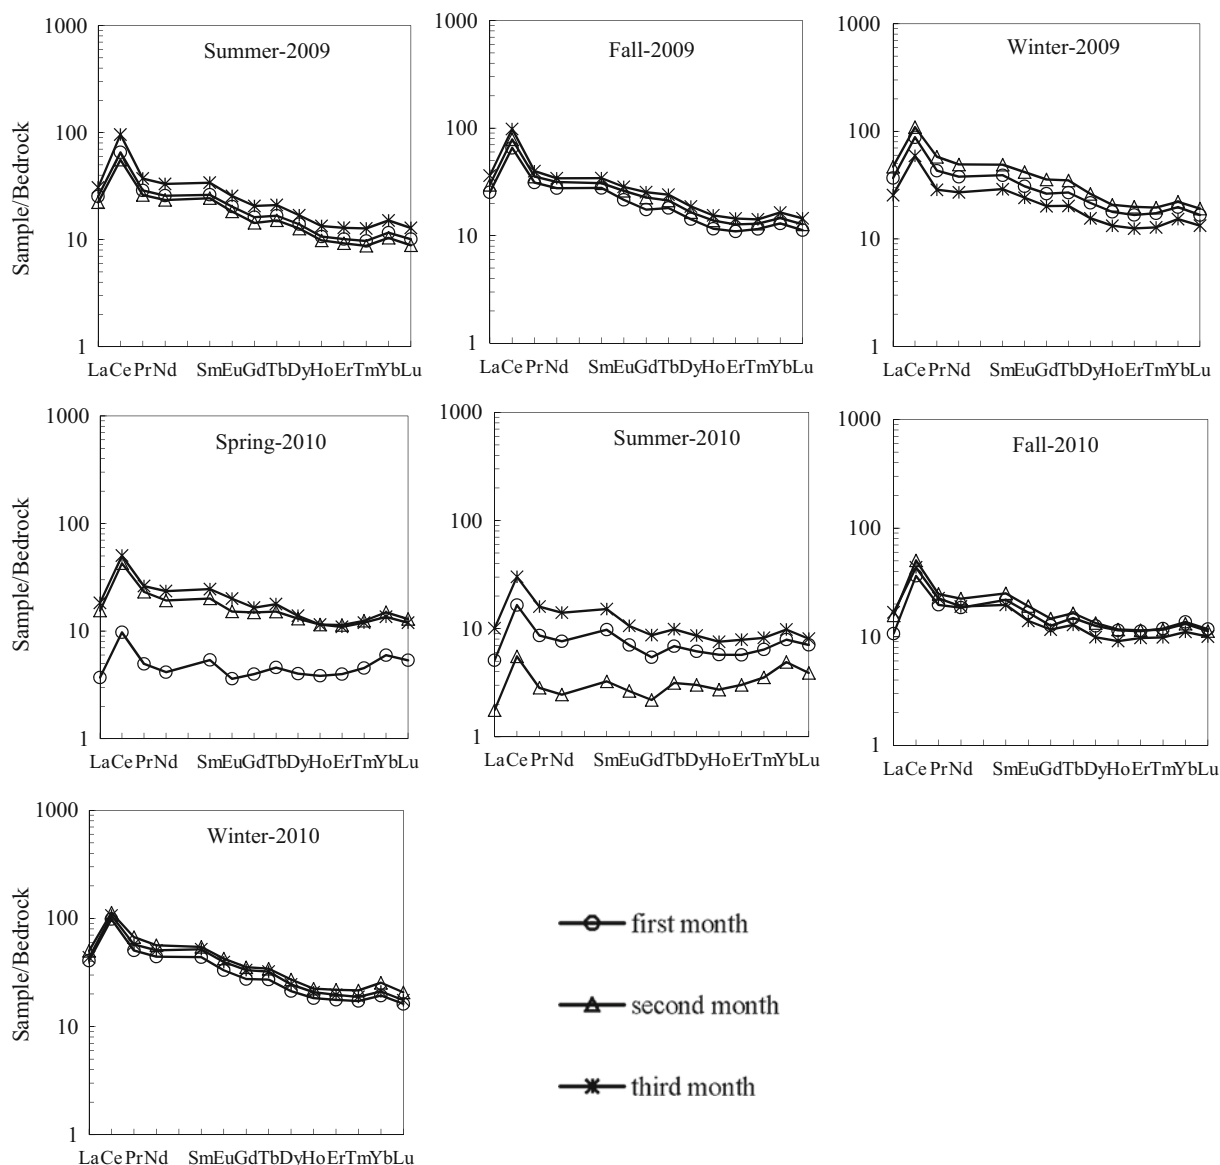 1000
100
10
1
Sample/Bedrock
Summer-2009
LaCe PrNd SmEuGdTbDyHoErTmYbLu
1000
100
10
1
Fall-2009
LaCe PrNd SmEuGdTbDyHoErTmYbLu
1000
100
10
1
Winter-2009
LaCe PrNd SmEuGdTbDyHoErTmYbLu
1000
100
10
1
Sample/Bedrock
Spring-2010
LaCe PrNd SmEuGdTbDyHoErTmYbLu
1000
100
10
1
Summer-2010
LaCe PrNd SmEuGdTbDyHoErTmYbLu
1000
100
10
1
Fall-2010
LaCe PrNd SmEuGdTbDyHoErTmYbLu
1000
100
10
1
Sample/Bedrock
Winter-2010
LaCe PrNd SmEuGdTbDyHoErTmYbLu
first month
second month
third month